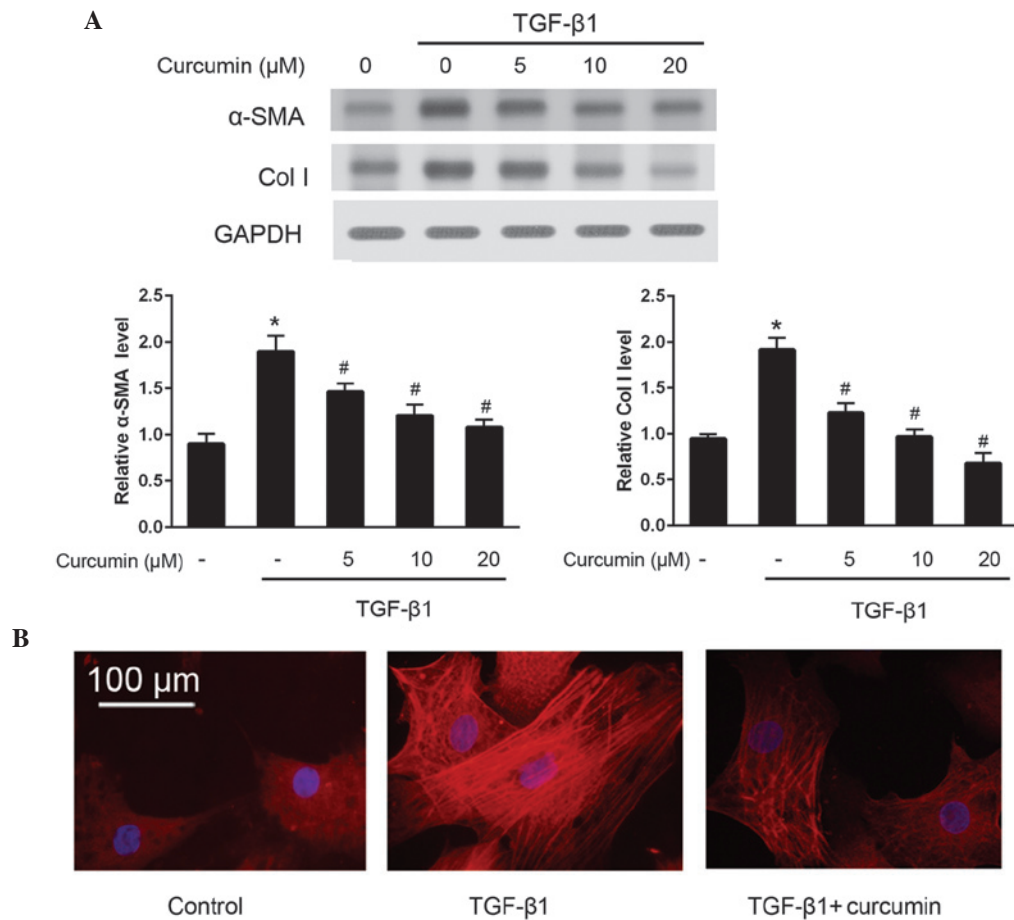 A
TGF-β1
Curcumin (µM) 0 0 5 10 20
α-SMA
Col I
GAPDH
Relative α-SMA level
2.5
2.0
1.5
1.0
0.5
0.0
*
#
#
#
Curcumin (µM) - - 5 10 20
TGF-β1
Relative Col I level
2.5
2.0
1.5
1.0
0.5
0.0
*
#
#
#
Curcumin (µM) - - 5 10 20
TGF-β1
B
100 µm
Control
TGF-β1
TGF-β1+ curcumin